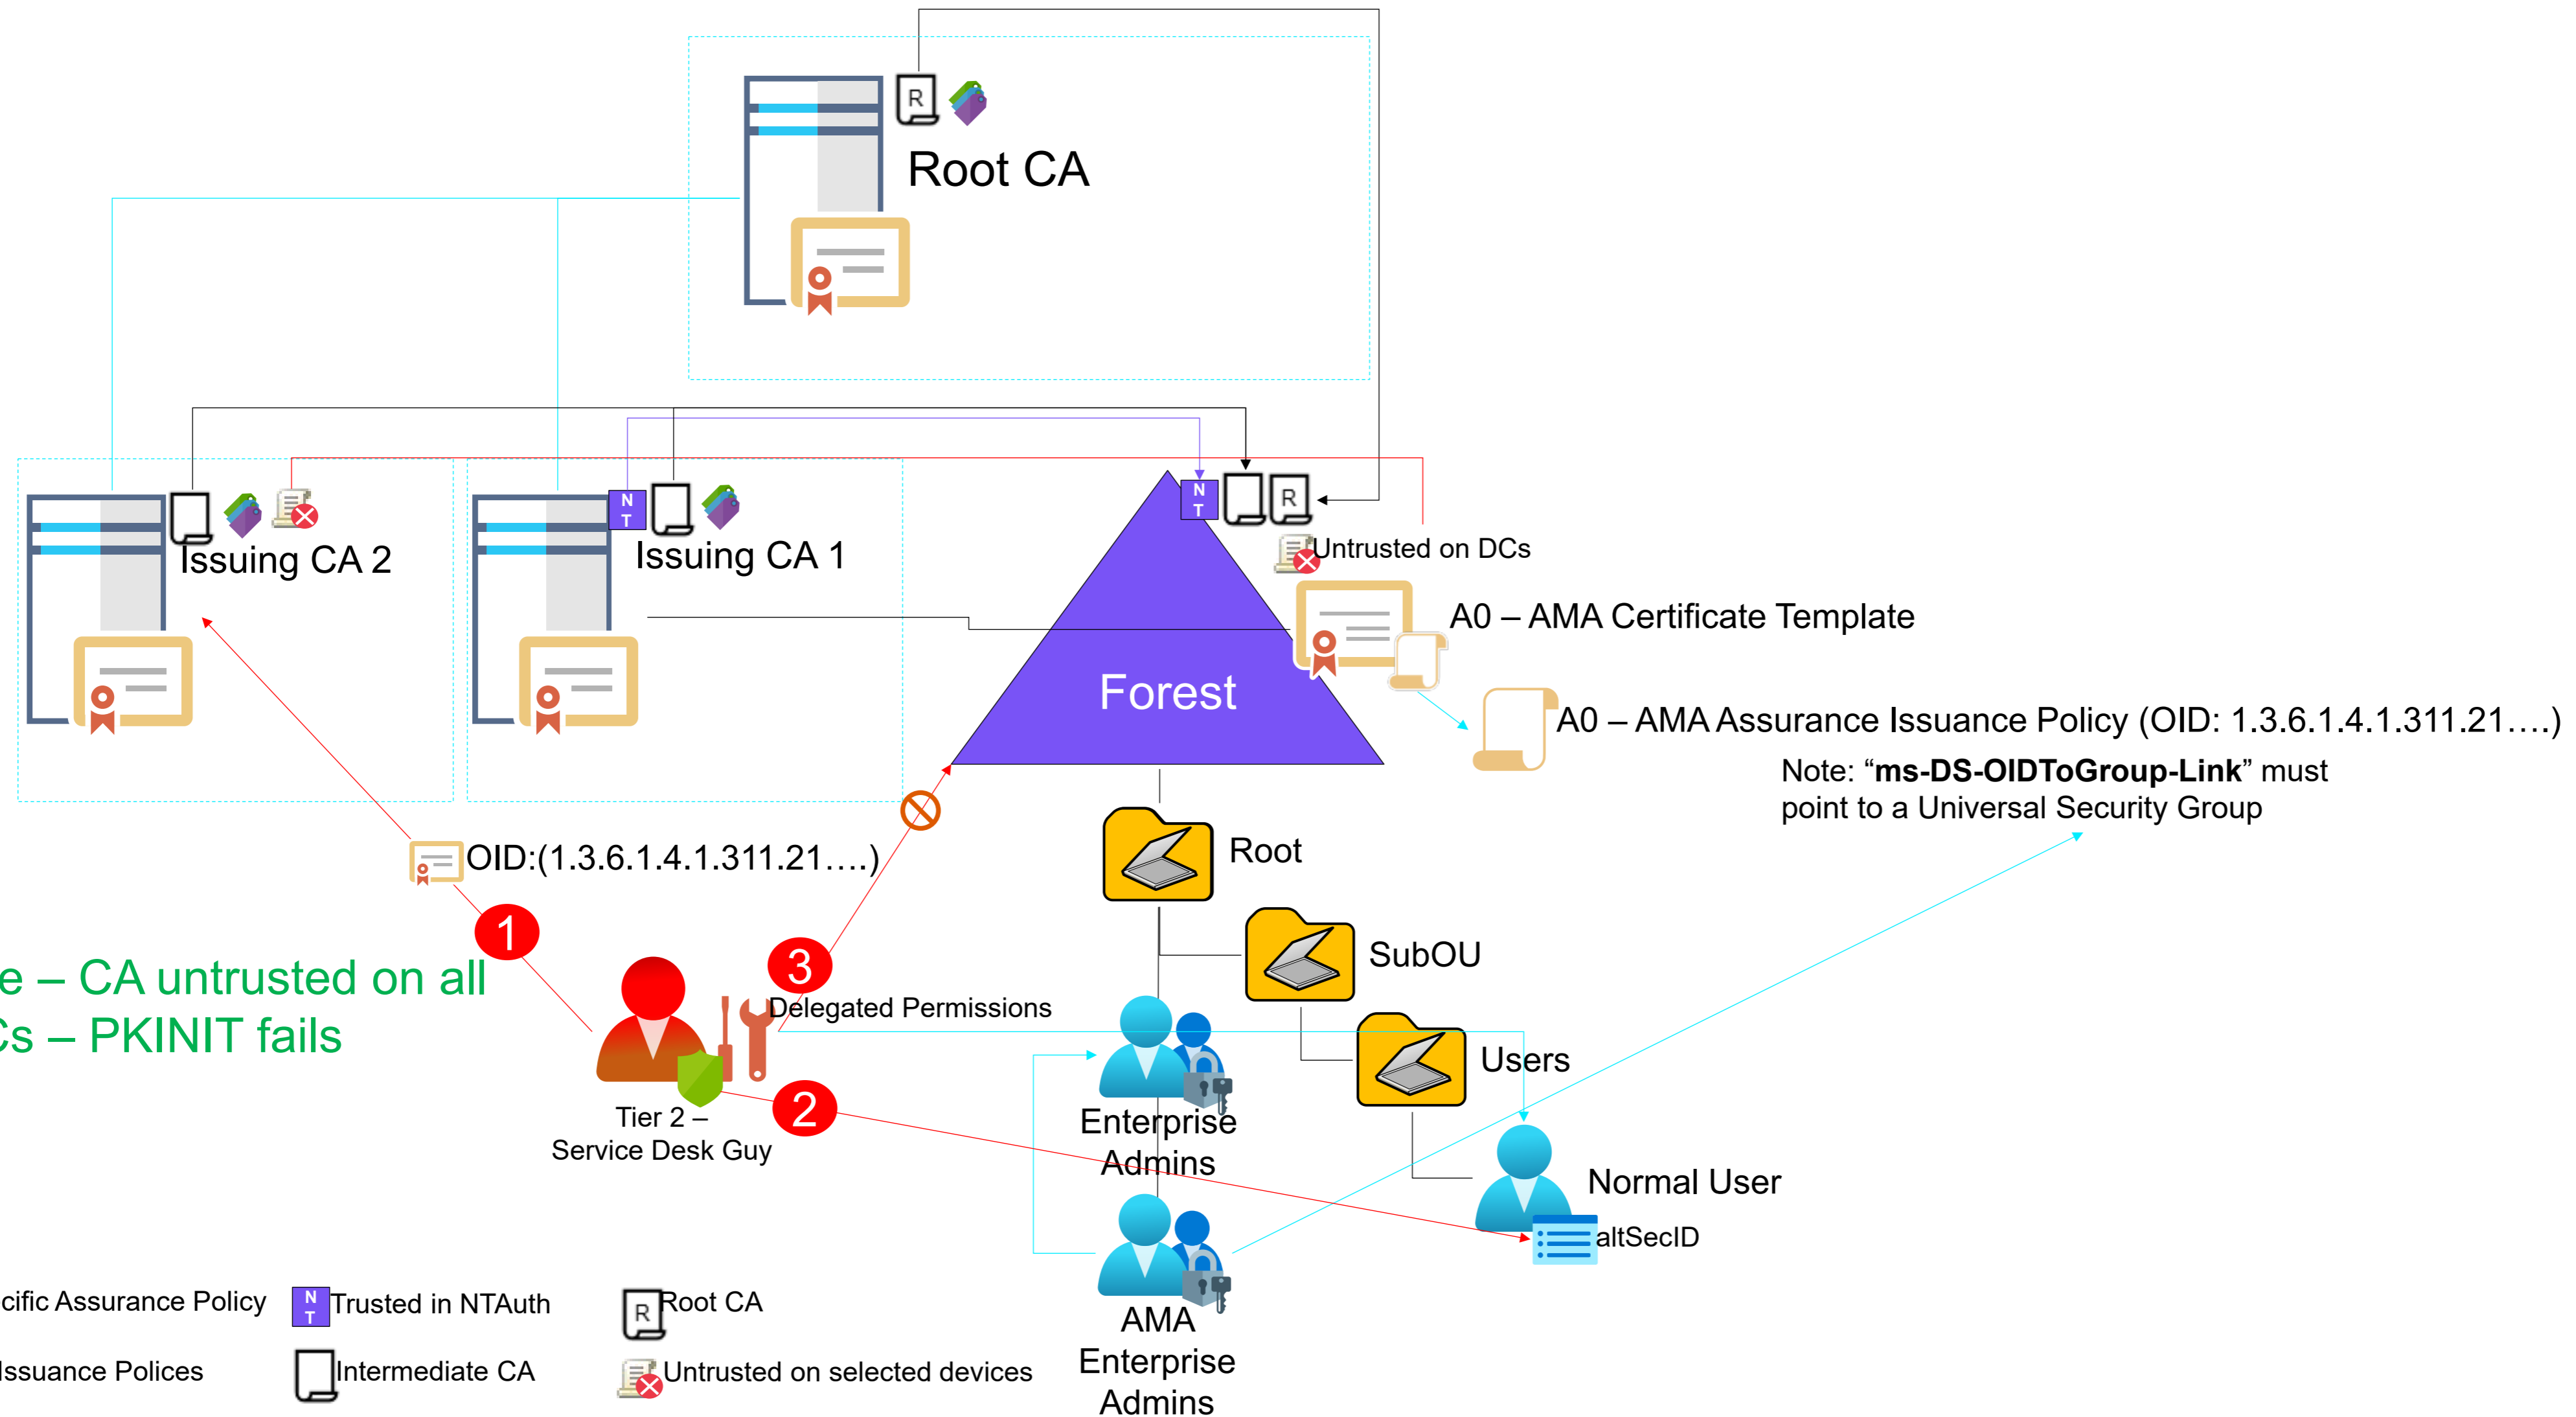 R
Root CA
N
T
N
T
R
Issuing CA 2
Issuing CA 1
Untrusted on DCs
A0 – AMA Certificate Template
Forest
A0 – AMA Assurance Issuance Policy (OID: 1.3.6.1.4.1.311.21….)
Note: “ms-DS-OIDToGroup-Link” must
point to a Universal Security Group
OID:(1.3.6.1.4.1.311.21….)
Root
1
3
SubOU
e – CA untrusted on all
Cs – PKINIT fails
Delegated Permissions
Users
2
Tier 2 –
Service Desk Guy
Enterprise
Admins
Normal User
altSecID
cific Assurance Policy
N
T
Trusted in NTAuth
R
Root CA
AMA
Enterprise
Admins
Issuance Polices
Intermediate CA
Untrusted on selected devices